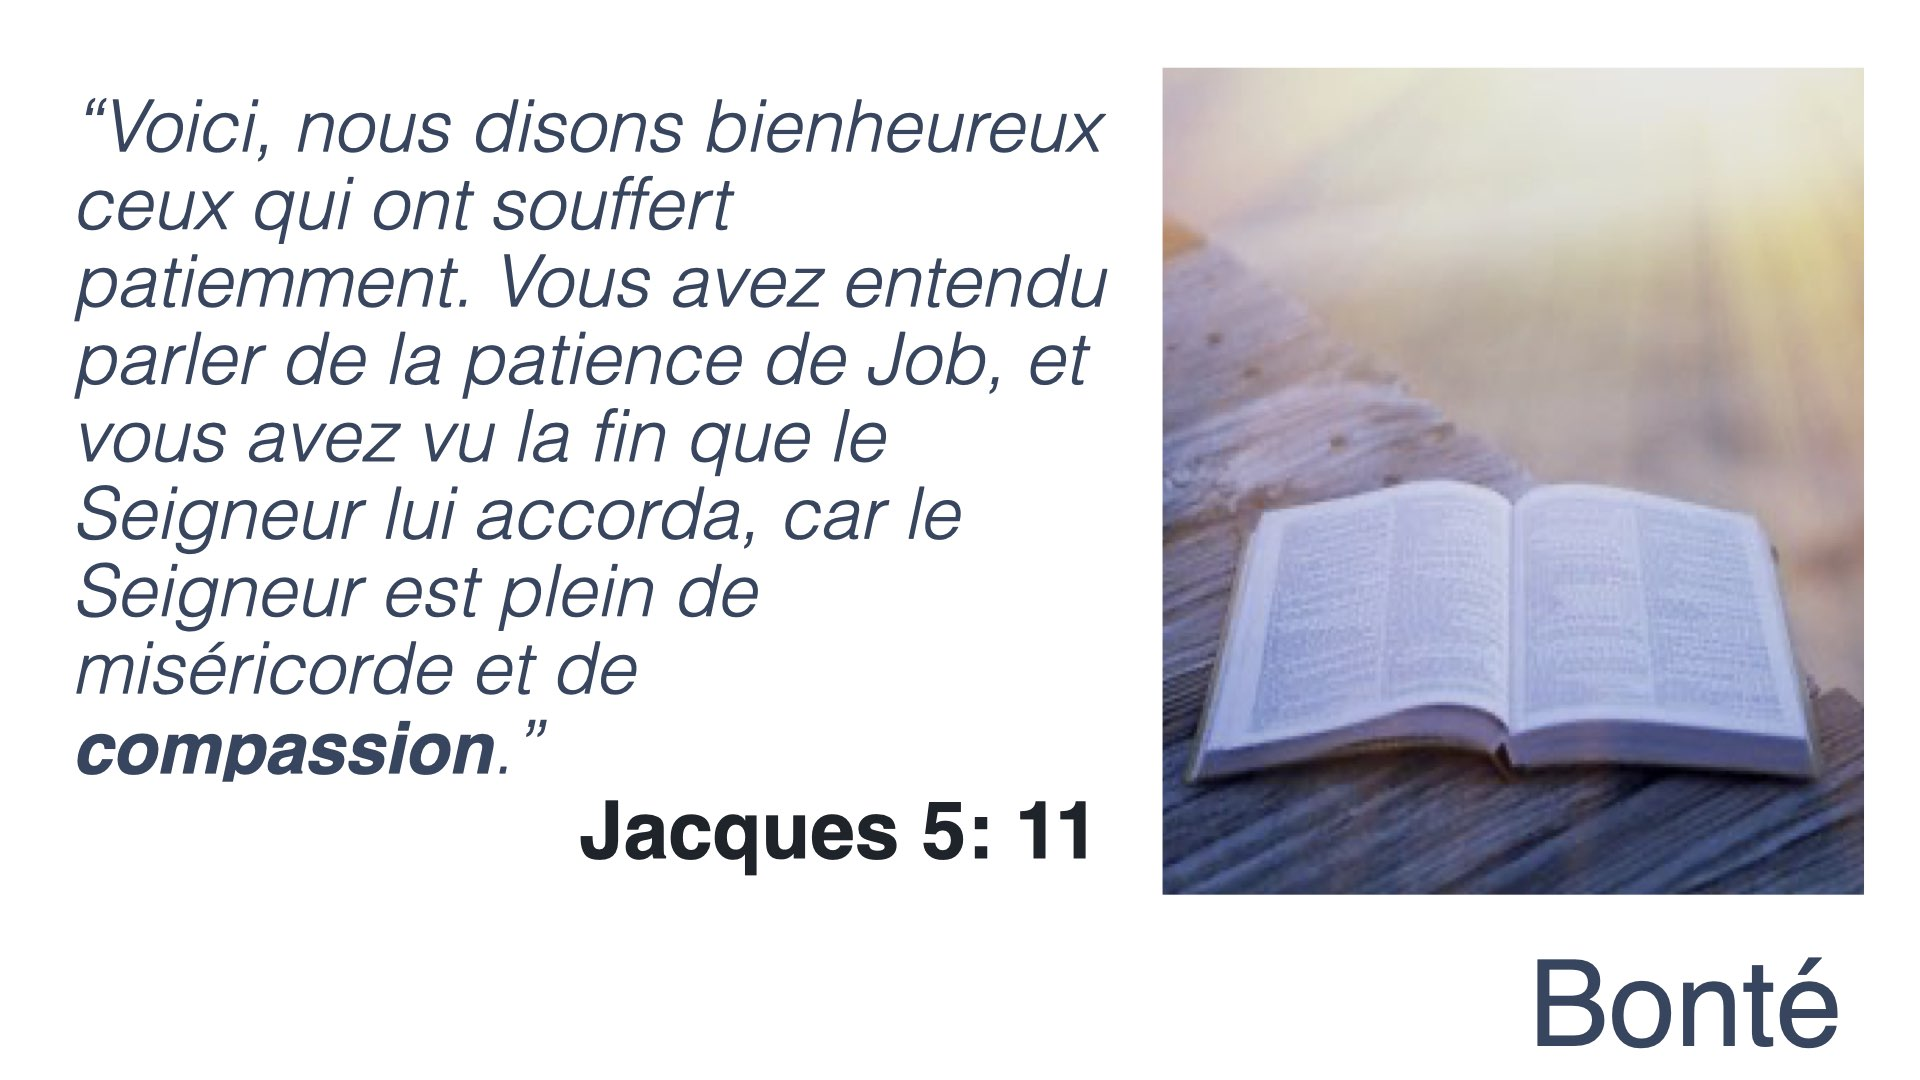 “Voici, nous disons bienheureux
ceux qui ont souffert
patiemment. Vous avez entendu
parler de la patience de Job, et
vous avez vu la fin que le
Seigneur lui accorda, car le
Seigneur est plein de
miséricorde et de
compassion.”
Jacques 5: 11
Bonté